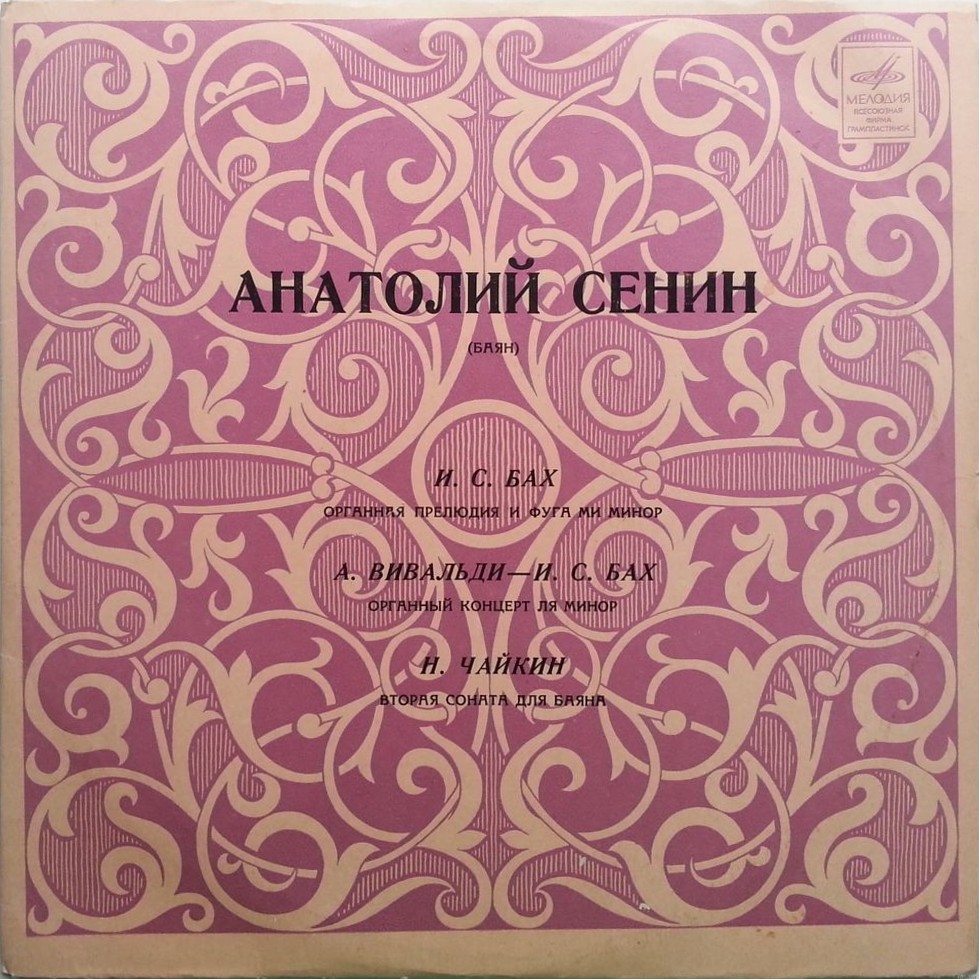 МЕЛОДИЯ
ВСЕСОЮЗНАЯ
ФИРМА
ГРАМПЛАСТИНОК
АНАТОЛИЙ СЕНИН
(БАЯН)
И. С. БАХ
ОРГАННАЯ ПРЕЛЮДИЯ И ФУГА МИ МИНОР
А. ВИВАЛЬДИ—И. С. БАХ
ОРГАННЫЙ КОНЦЕРТ ЛЯ МИНОР
Н. ЧАЙКИН
ВТОРАЯ СОНАТА ДЛЯ БАЯНА